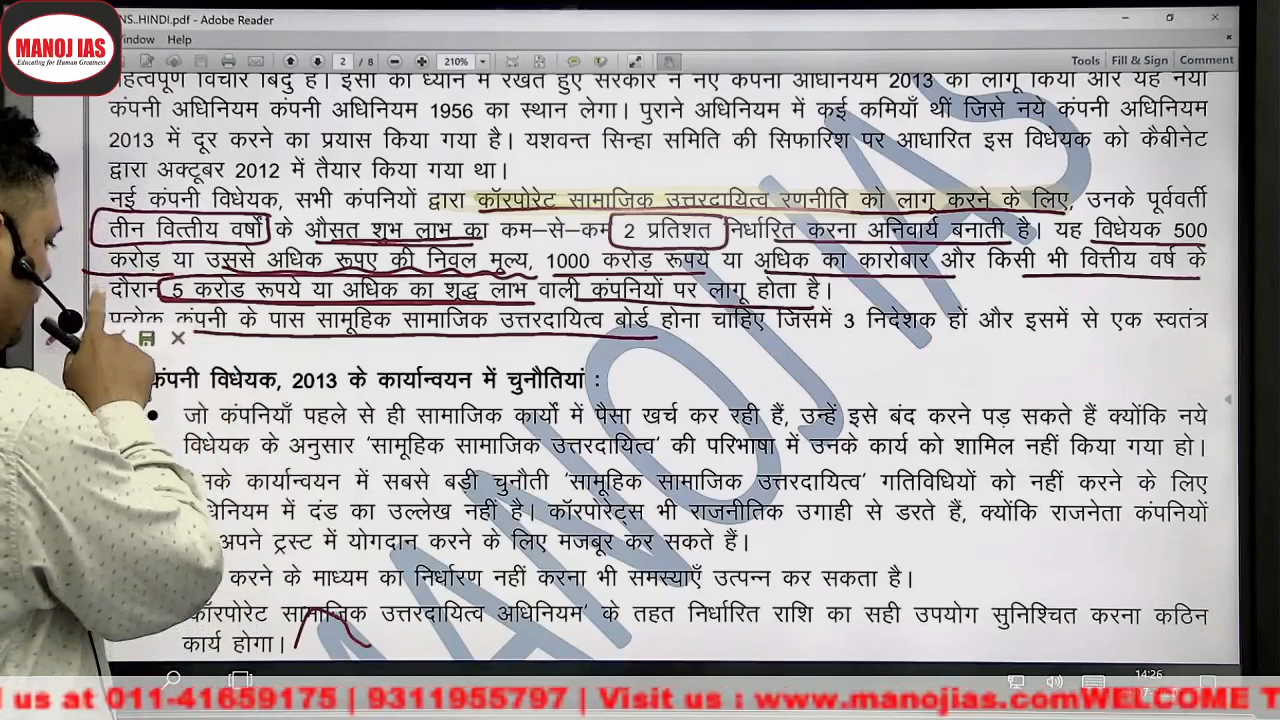 MANOJ IAS
Educating for Human Greatness
NS..HINDI.pdf - Adobe Reader
Window Help
2 / 8 210% Tools Fill & Sign Comment
महत्वपूर्ण विचार बिंदु है। इसी को ध्यान में रखते हुए सरकार ने नए कंपनी अधिनियम 2013 को लागू किया और यह नया
कंपनी अधिनियम कंपनी अधिनियम 1956 का स्थान लेगा। पुराने अधिनियम में कई कमियाँ थीं जिसे नये कंपनी अधिनियम
2013 में दूर करने का प्रयास किया गया है। यशवन्त सिन्हा समिति की सिफारिश पर आधारित इस विधेयक को कैबीनेट
द्वारा अक्टूबर 2012 में तैयार किया गया था।
नई कंपनी विधेयक, सभी कंपनियों द्वारा कॉरपोरेट सामाजिक उत्तरदायित्व रणनीति को लागू करने के लिए, उनके पूर्ववर्ती
तीन वित्तीय वर्षों के औसत शुभ लाभ का कम–से–कम 2 प्रतिशत निर्धारित करना अनिवार्य बनाती है। यह विधेयक 500
करोड़ या उससे अधिक रूपए की निवल मूल्य, 1000 करोड़ रूपये या अधिक का कारोबार और किसी भी वित्तीय वर्ष के
दौरान 5 करोड रूपये या अधिक का शुद्ध लाभ वाली कंपनियों पर लागू होता है।
प्रत्येक कंपनी के पास सामूहिक सामाजिक उत्तरदायित्व बोर्ड होना चाहिए जिसमें 3 निदेशक हों और इसमें से एक स्वतंत्र
कंपनी विधेयक, 2013 के कार्यान्वयन में चुनौतियां :
• जो कंपनियाँ पहले से ही सामाजिक कार्यो में पैसा खर्च कर रही हैं, उन्हें इसे बंद करने पड़ सकते हैं क्योंकि नये
विधेयक के अनुसार ‘सामूहिक सामाजिक उत्तरदायित्व’ की परिभाषा में उनके कार्य को शामिल नहीं किया गया हो।
के कार्यान्वयन में सबसे बड़ी चुनौती ‘सामूहिक सामाजिक उत्तरदायित्व’ गतिविधियों को नहीं करने के लिए
में दंड का उल्लेख नहीं है। कॉरपोरेट्स भी राजनीतिक उगाही से डरते हैं, क्योंकि राजनेता कंपनियों
अपने ट्रस्ट में योगदान करने के लिए मजबूर कर सकते हैं।
करने के माध्यम का निर्धारण नहीं करना भी समस्याएँ उत्पन्न कर सकता है।
कॉरपोरेट सामाजिक उत्तरदायित्व अधिनियम’ के तहत निर्धारित राशि का सही उपयोग सुनिश्चित करना कठिन
कार्य होगा।
MANOJ IAS
14:26
us at 011-41659175 | 9311955797 | Visit us : www.manojias.comWELCOME T